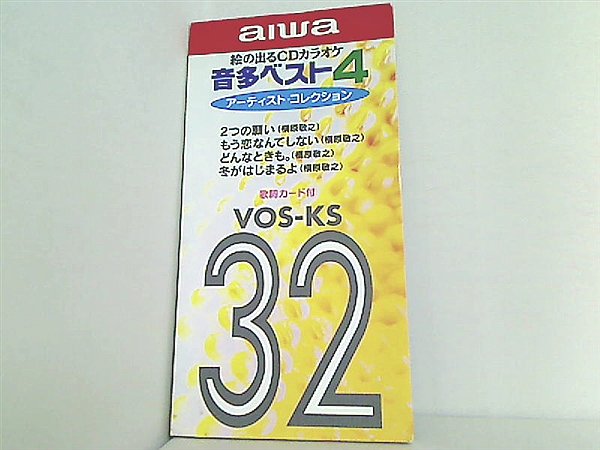 aiwa
絵の出るCDカラオケ
音多ベスト4
アーティスト・コレクション
2つの願い(槇原敬之)
もう恋なんてしない(槇原敬之)
どんなときも。(槇原敬之)
冬がはじまるよ(槇原敬之)
歌詞カード付
VOS-KS
32